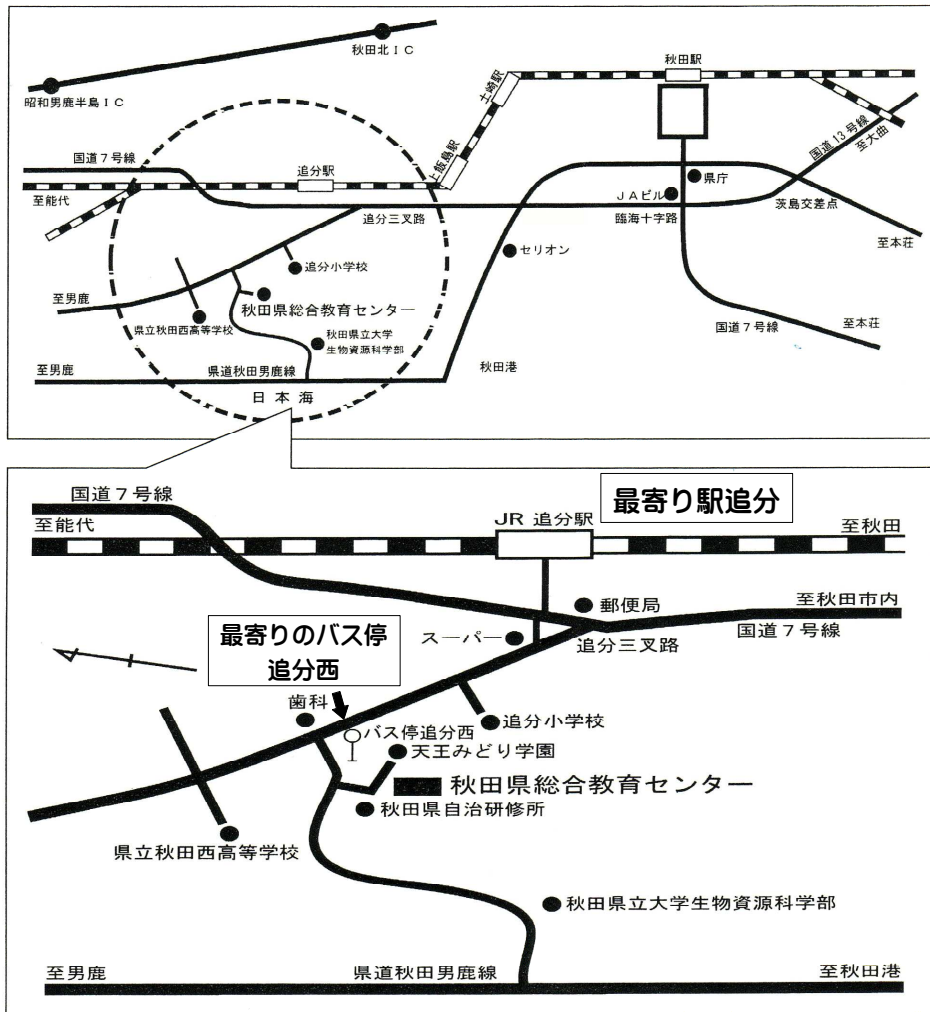 秋田北ＩＣ
昭和男鹿半島ＩＣ
秋田駅
土崎駅
国道13号線
至大曲
国道７号線
追分駅
上飯島駅
至能代
県庁
ＪＡビル
臨海十字路
茨島交差点
追分三叉路
セリオン
至本荘
追分小学校
至男鹿
秋田県総合教育センター
県立秋田西高等学校
秋田県立大学
生物資源科学部
国道７号線
至本荘
秋田港
至男鹿
県道秋田男鹿線
日本海
国道７号線
最寄り駅追分
至能代
JR 追分駅
至秋田
郵便局
至秋田市内
国道７号線
スーパー
追分三叉路
最寄りのバス停
追分西
歯科
追分小学校
バス停追分西
天王みどり学園
秋田県総合教育センター
秋田県自治研修所
県立秋田西高等学校
秋田県立大学生物資源科学部
至男鹿
県道秋田男鹿線
至秋田港